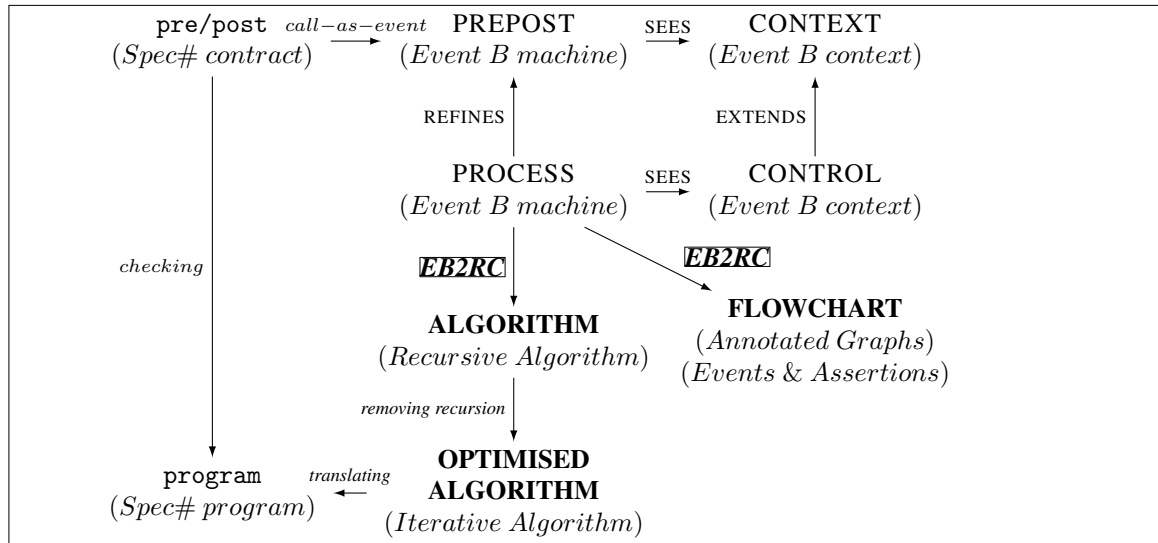 pre/post call−as−event PREPOST SEES CONTEXT
(Spec# contract) (Event B machine) (Event B context)
REFINES EXTENDS
PROCESS SEES CONTROL
(Event B machine) (Event B context)
checking EB2RC EB2RC
ALGORITHM FLOWCHART
(Recursive Algorithm) (Annotated Graphs)
(Events & Assertions)
removing recursion
program translating OPTIMISED
(Spec# program) ALGORITHM
(Iterative Algorithm)